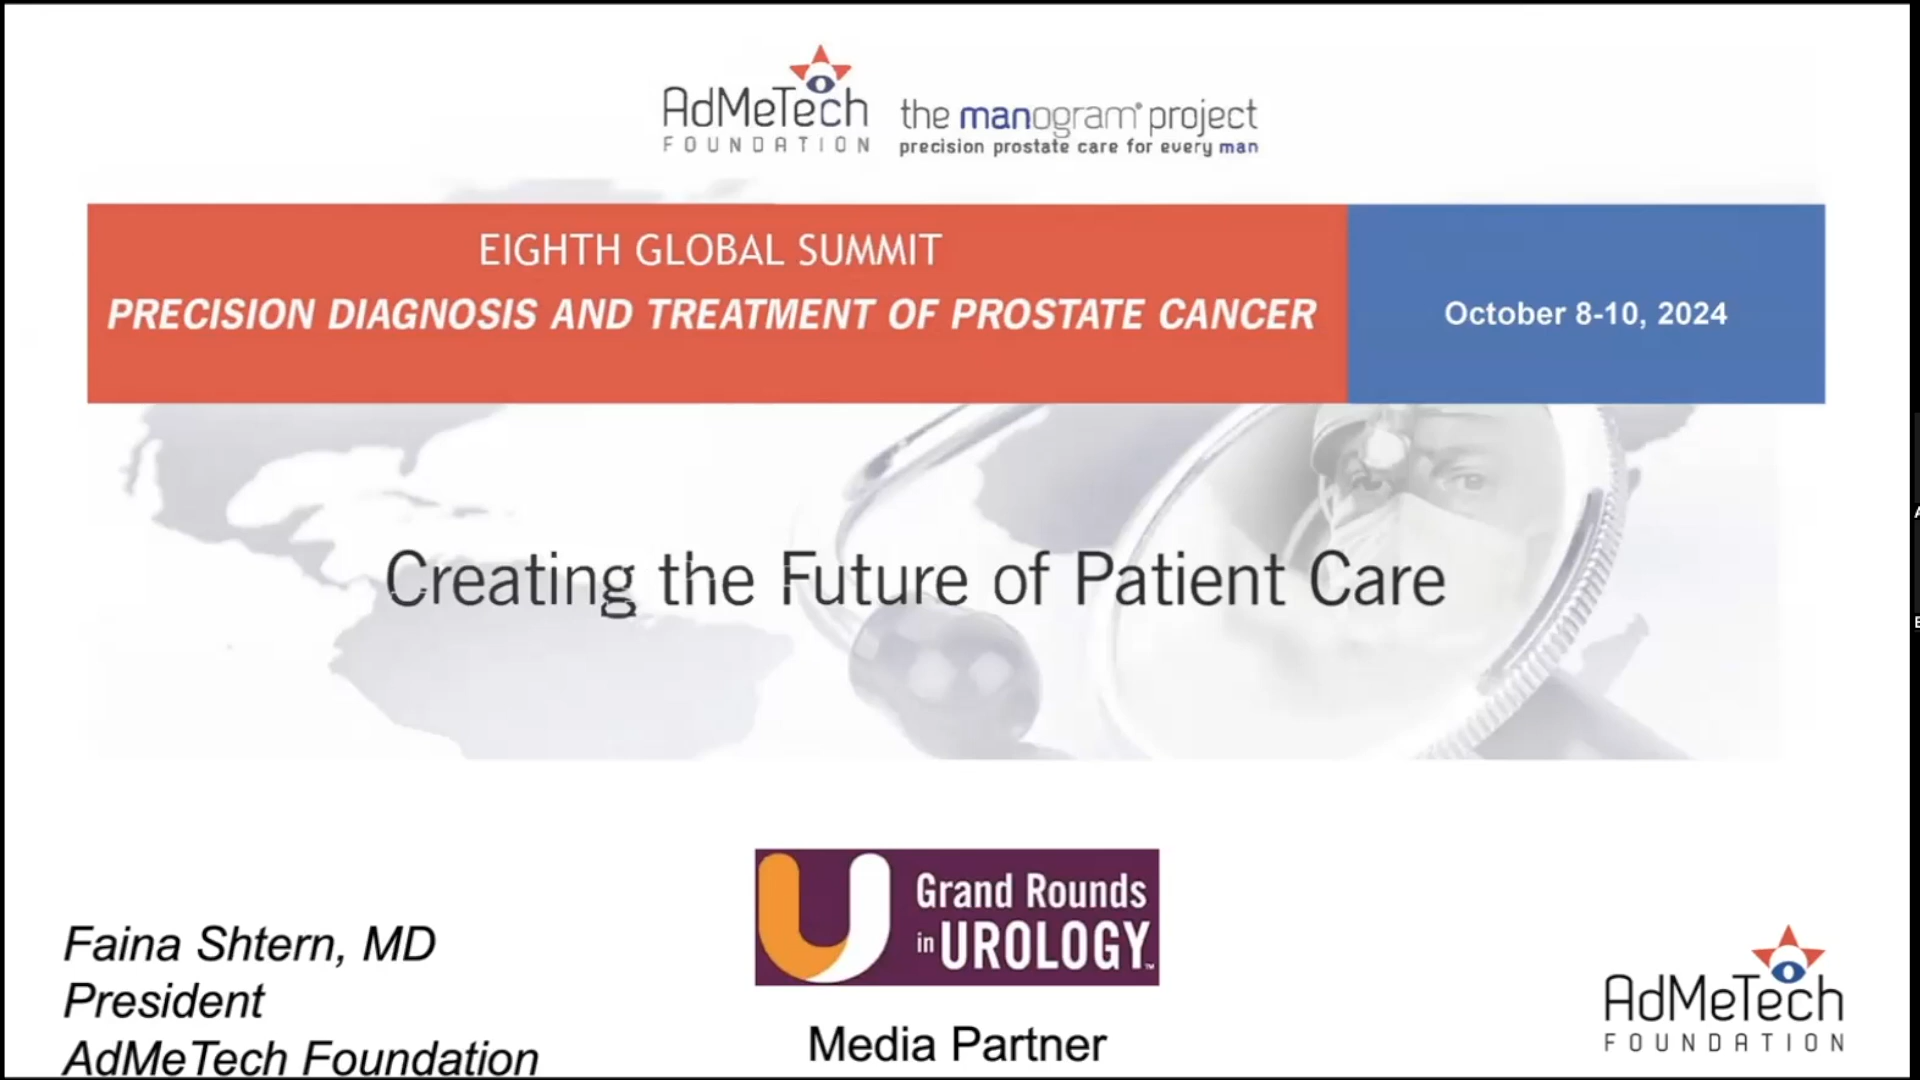 AdMeTech
FOUNDATION
the manogram® project
precision prostate care for every man
EIGHTH GLOBAL SUMMIT
PRECISION DIAGNOSIS AND TREATMENT OF PROSTATE CANCER
October 8-10, 2024
Creating the Future of Patient Care
Faina Shtern, MD
President
AdMeTech Foundation
Grand Rounds
in UROLOGY™
Media Partner
AdMeTech
FOUNDATION